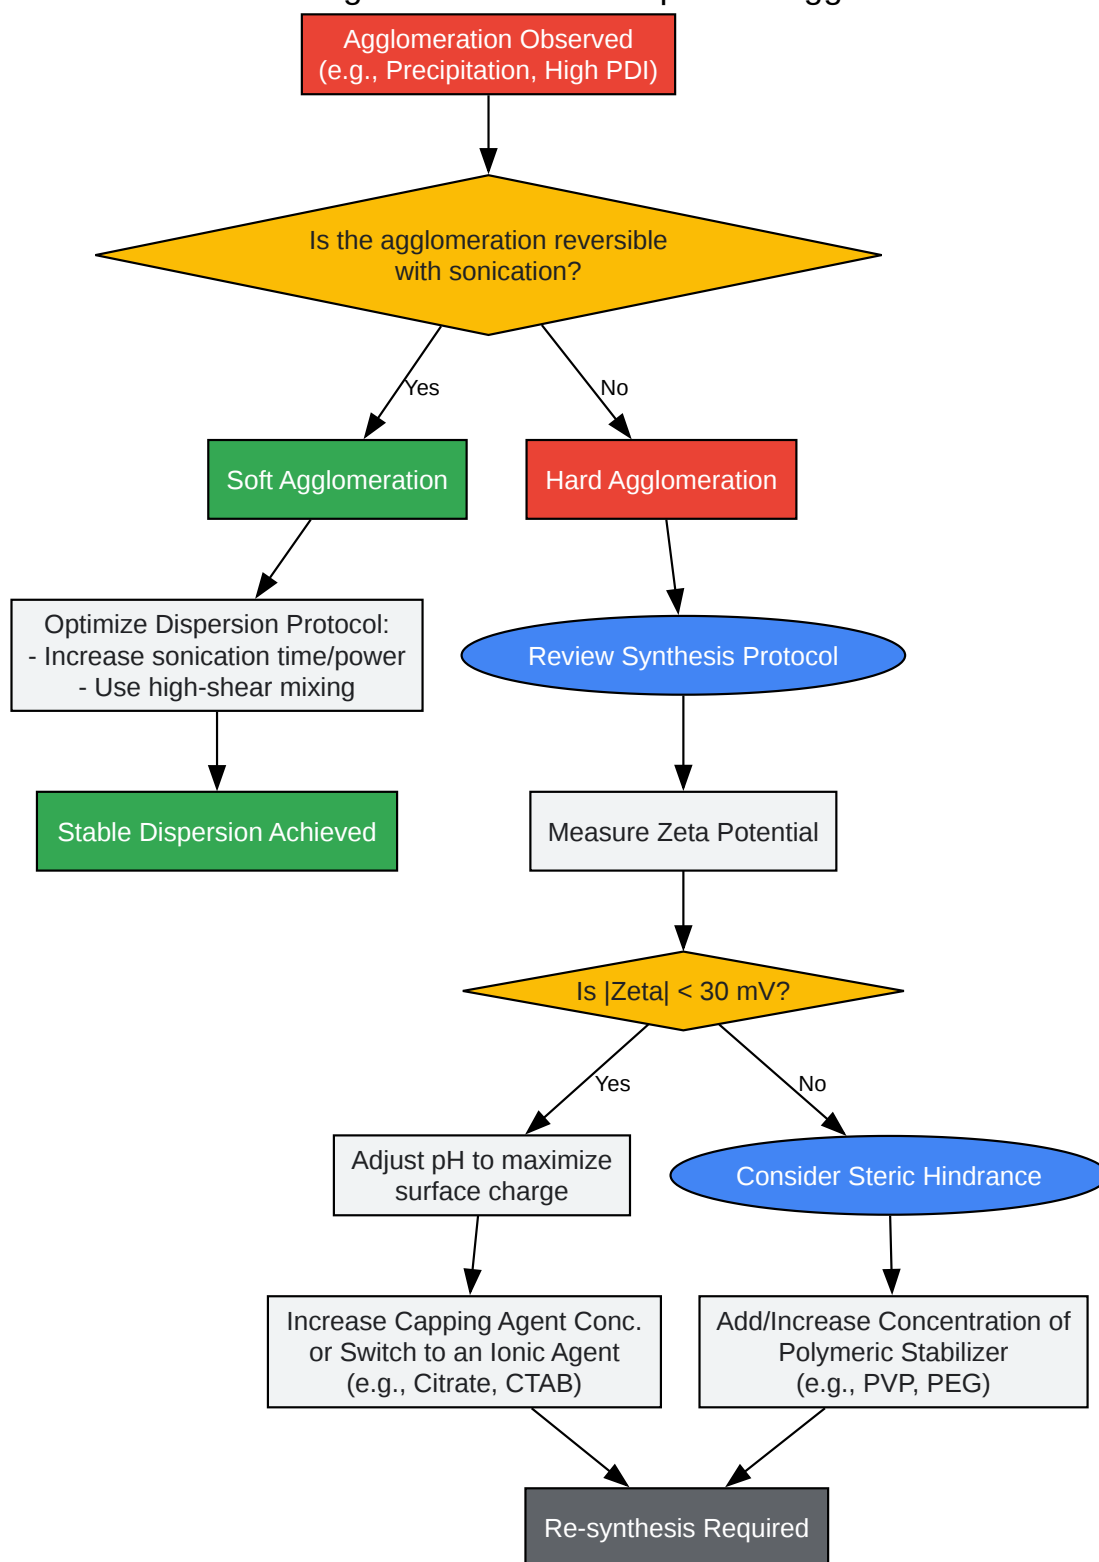 Agglomeration Observed
(e.g., Precipitation, High PDI)
Is the agglomeration reversible
with sonication?
Yes
No
Soft Agglomeration
Hard Agglomeration
Optimize Dispersion Protocol:
- Increase sonication time/power
- Use high-shear mixing
Review Synthesis Protocol
Stable Dispersion Achieved
Measure Zeta Potential
Is |Zeta| < 30 mV?
Yes
No
Adjust pH to maximize
surface charge
Consider Steric Hindrance
Increase Capping Agent Conc.
or Switch to an Ionic Agent
(e.g., Citrate, CTAB)
Add/Increase Concentration of
Polymeric Stabilizer
(e.g., PVP, PEG)
Re-synthesis Required